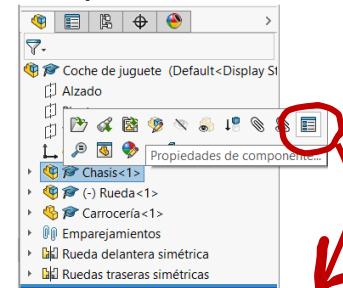 Coche de juguete (Default<Display St
Alzado
Propiedades de componente...
Chasis<1>
(-) Rueda<1>
Carrocería<1>
Emparejamientos
Rueda delantera simétrica
Ruedas traseras simétricas